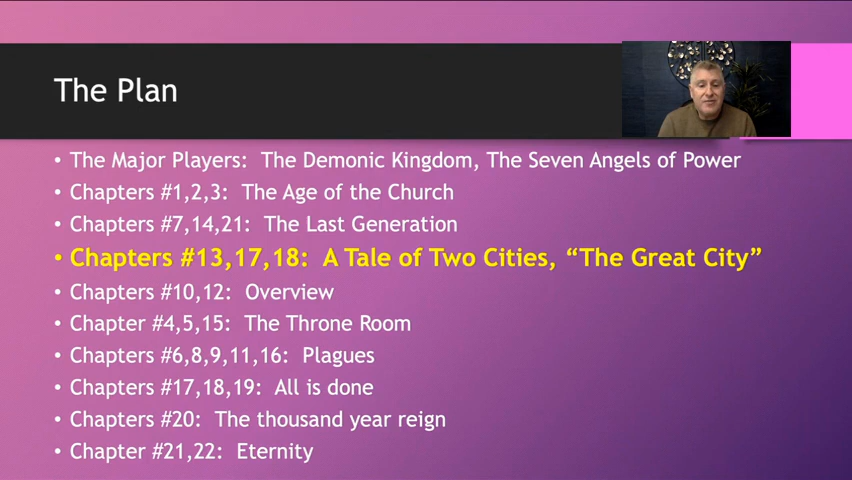 The Plan
• The Major Players: The Demonic Kingdom, The Seven Angels of Power
• Chapters #1,2,3: The Age of the Church
• Chapters #7,14,21: The Last Generation
• Chapters #13,17,18: A Tale of Two Cities, “The Great City”
• Chapters #10,12: Overview
• Chapter #4,5,15: The Throne Room
• Chapters #6,8,9,11,16: Plagues
• Chapters #17,18,19: All is done
• Chapters #20: The thousand year reign
• Chapter #21,22: Eternity